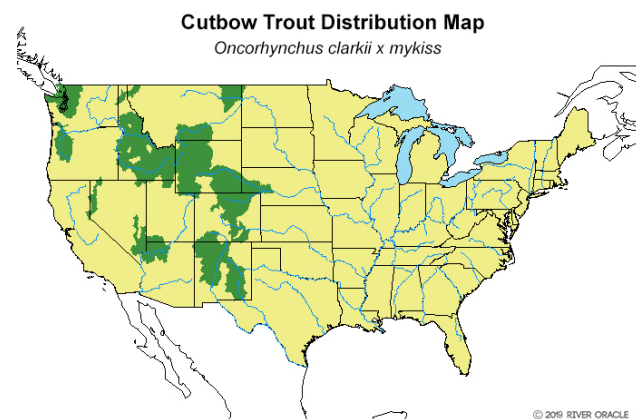 Cutbow Trout Distribution Map
Oncorhynchus clarkii x mykiss
© 2019 RIVER ORACLE